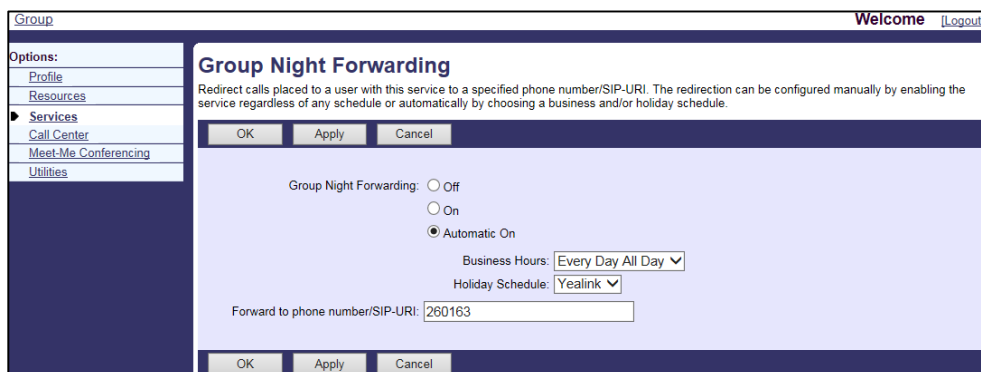 Group
Welcome [Logout
Options:
Profile
Resources
Services
Call Center
Meet-Me Conferencing
Utilities
Group Night Forwarding
Redirect calls placed to a user with this service to a specified phone number/SIP-URI. The redirection can be configured manually by enabling the
service regardless of any schedule or automatically by choosing a business and/or holiday schedule.
OK Apply Cancel
Group Night Forwarding: Off
On
Automatic On
Business Hours: Every Day All Day
Holiday Schedule: Yealink
Forward to phone number/SIP-URI: 260163
OK Apply Cancel